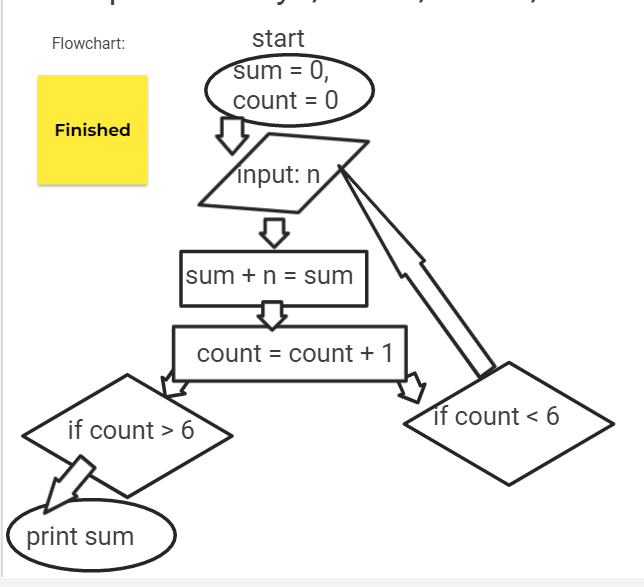 Flowchart:
start
sum = 0,
count = 0
Finished
input: n
sum + n = sum
count = count + 1
if count > 6
if count < 6
print sum